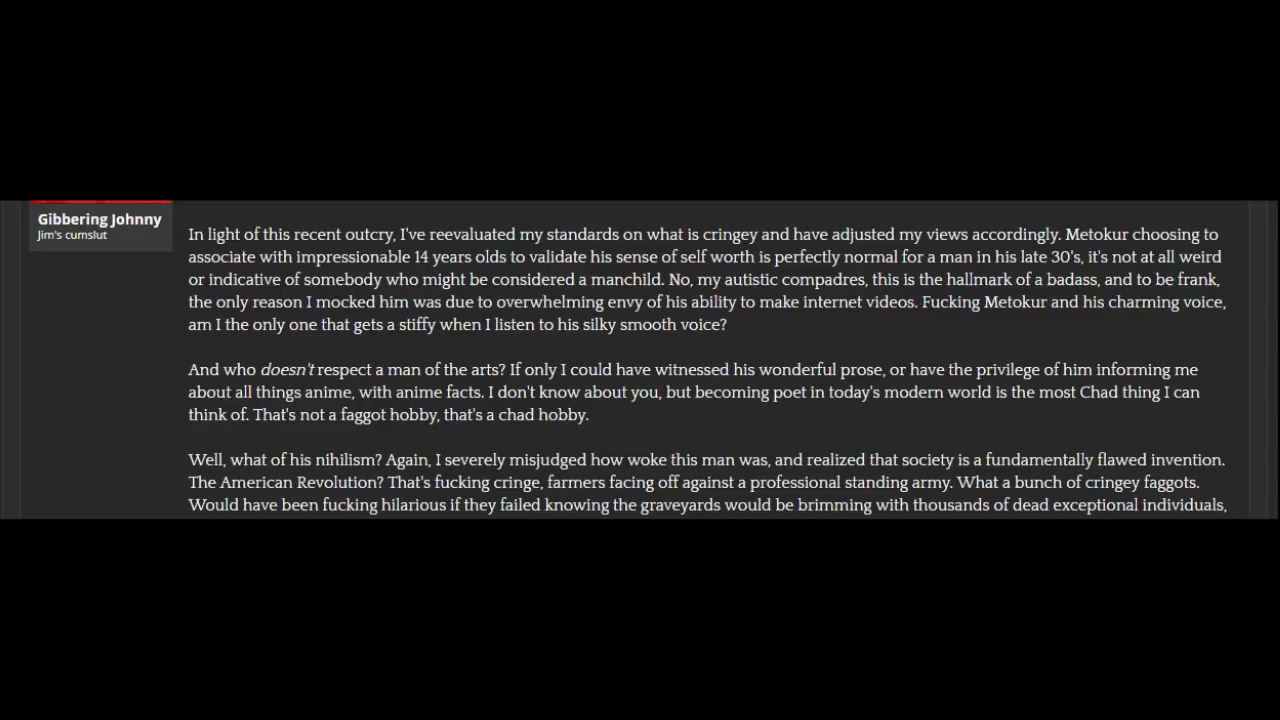 Gibbering Johnny
Jim's cumslut
In light of this recent outcry, I've reevaluated my standards on what is cringey and have adjusted my views accordingly. Metokur choosing to
associate with impressionable 14 years olds to validate his sense of self worth is perfectly normal for a man in his late 30's, it's not at all weird
or indicative of somebody who might be considered a manchild. No, my autistic compadres, this is the hallmark of a badass, and to be frank,
the only reason I mocked him was due to overwhelming envy of his ability to make internet videos. Fucking Metokur and his charming voice,
am I the only one that gets a stiffy when I listen to his silky smooth voice?
And who doesn't respect a man of the arts? If only I could have witnessed his wonderful prose, or have the privilege of him informing me
about all things anime, with anime facts. I don't know about you, but becoming poet in today's modern world is the most Chad thing I can
think of. That's not a faggot hobby, that's a chad hobby.
Well, what of his nihilism? Again, I severely misjudged how woke this man was, and realized that society is a fundamentally flawed invention.
The American Revolution? That's fucking cringe, farmers facing off against a professional standing army. What a bunch of cringey faggots.
Would have been fucking hilarious if they failed knowing the graveyards would be brimming with thousands of dead exceptional individuals,